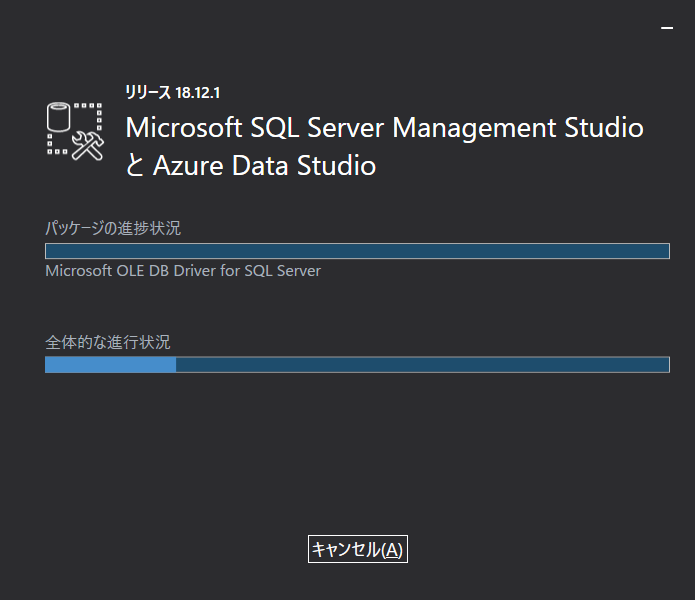 リリース 18.12.1
Microsoft SQL Server Management Studio
と Azure Data Studio
パッケージの進捗状況
Microsoft OLE DB Driver for SQL Server
全体的な進行状況
キャンセル(A)